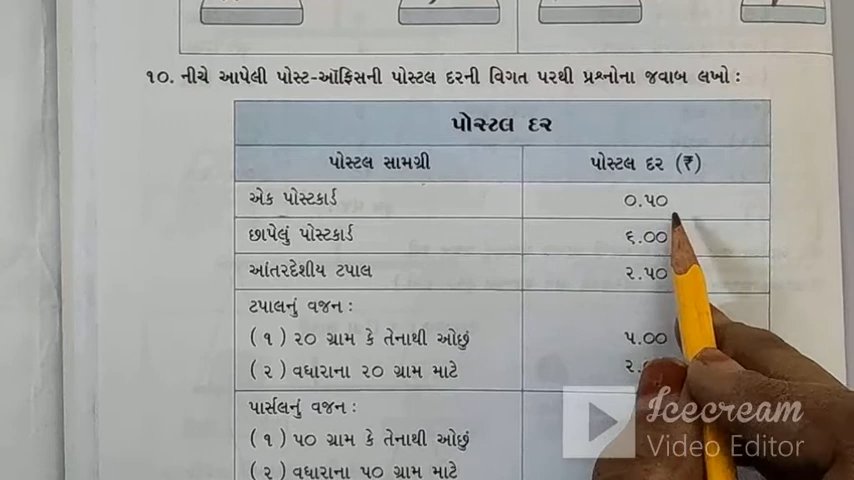 ૧૦. નીચે આપેલી પોસ્ટ-ઑફિસની પોસ્ટલ દરની વિગત પરથી પ્રશ્નોના જવાબ લખો :
પોસ્ટલ દર
પોસ્ટલ સામગ્રી પોસ્ટલ દર (₹)
એક પોસ્ટકાર્ડ ૦.૫૦
છાપેલું પોસ્ટકાર્ડ ૬.૦૦
આંતરદેશીય ટપાલ ૨.૫૦
ટપાલનું વજન :
(૧) ૨૦ ગ્રામ કે તેનાથી ઓછું ૫.૦૦
(૨) વધારાના ૨૦ ગ્રામ માટે
પાર્સલનું વજન :
(૧) ૫૦ ગ્રામ કે તેનાથી ઓછું
(૨) વધારાના ૫૦ ગ્રામ માટે
Icecream
Video Editor